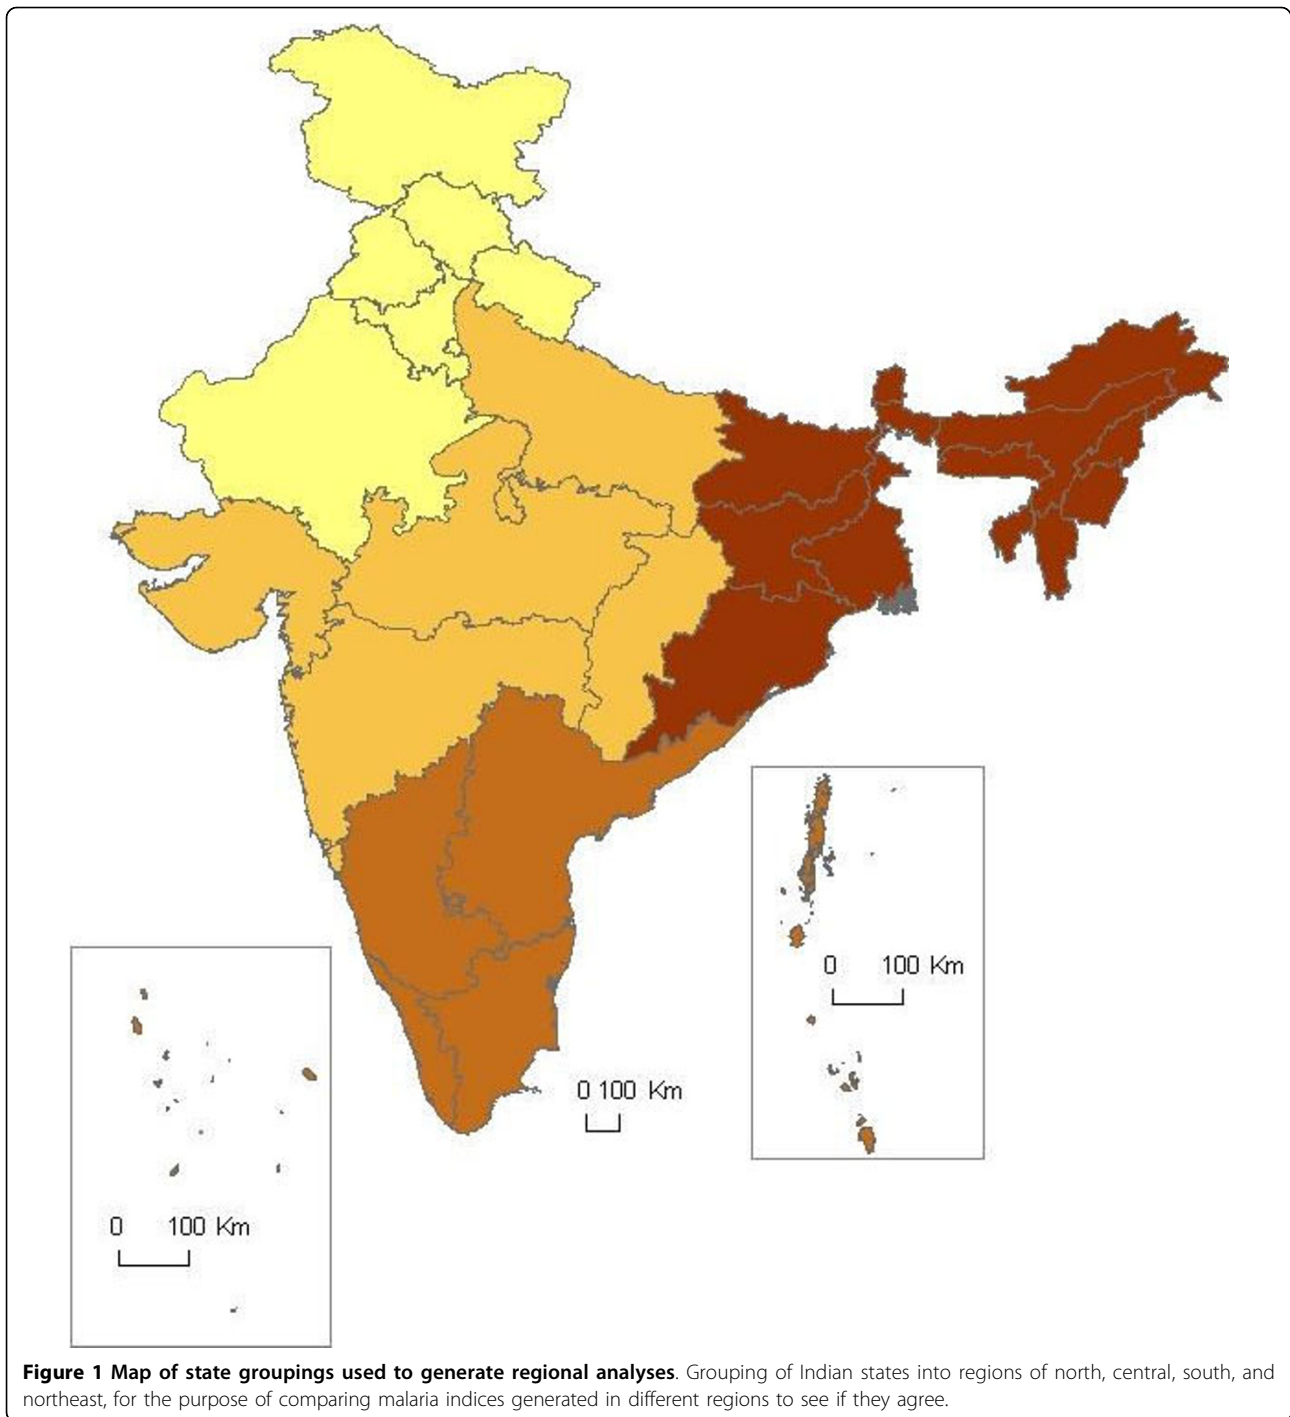 0 100 Km
0 100 Km
0 100 Km
Figure 1 Map of state groupings used to generate regional analyses. Grouping of Indian states into regions of north, central, south, and
northeast, for the purpose of comparing malaria indices generated in different regions to see if they agree.